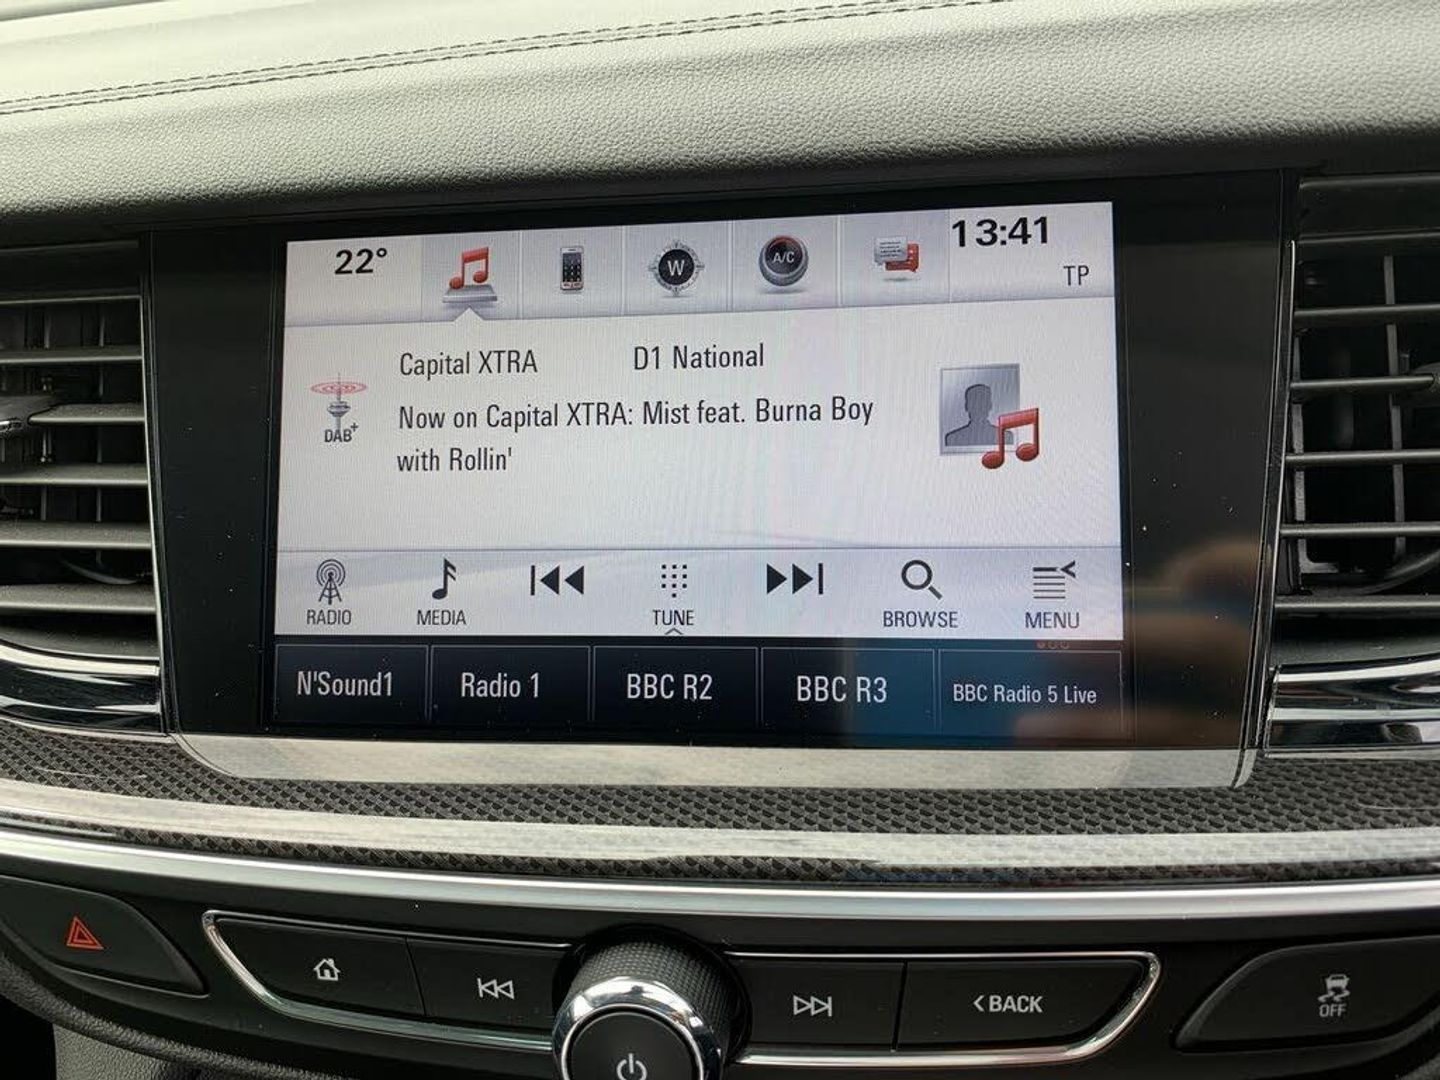 22° 13:41
W
A/C
TP
Capital XTRA D1 National
DAB+
Now on Capital XTRA: Mist feat. Burna Boy
with Rollin'
RADIO MEDIA TUNE BROWSE MENU
N'Sound1 Radio 1 BBC R2 BBC R3 BBC Radio 5 Live
< BACK
OFF